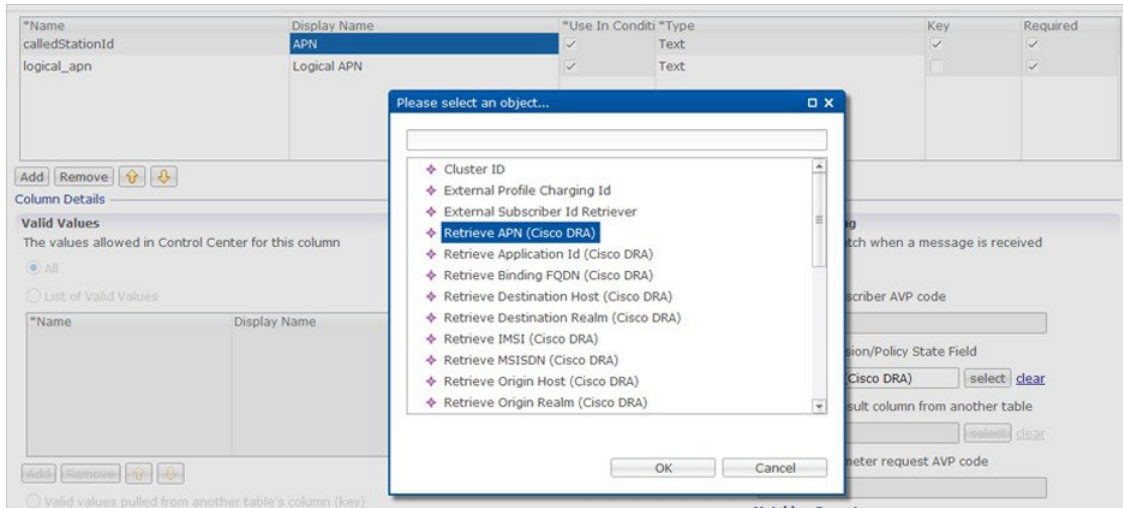 *Name Display Name *Use In Conditi *Type Key Required
calledStationId APN Text
logical_apn Logical APN Text
Please select an object...
Cluster ID
External Profile Charging Id
External Subscriber Id Retriever
Retrieve APN (Cisco DRA)
Retrieve Application Id (Cisco DRA)
Retrieve Binding FQDN (Cisco DRA)
Retrieve Destination Host (Cisco DRA)
Retrieve Destination Realm (Cisco DRA)
Retrieve IMSI (Cisco DRA)
Retrieve MSISDN (Cisco DRA)
Retrieve Origin Host (Cisco DRA)
Retrieve Origin Realm (Cisco DRA)
OK Cancel
Add Remove
Column Details
Valid Values
The values allowed in Control Center for this column
All
List of Valid Values
*Name Display Name
Add Remove
Valid values pulled from another table's column (key)
ng
tch when a message is received
scriber AVP code
sion/Policy State Field
(Cisco DRA) select clear
sult column from another table
select clear
meter request AVP code